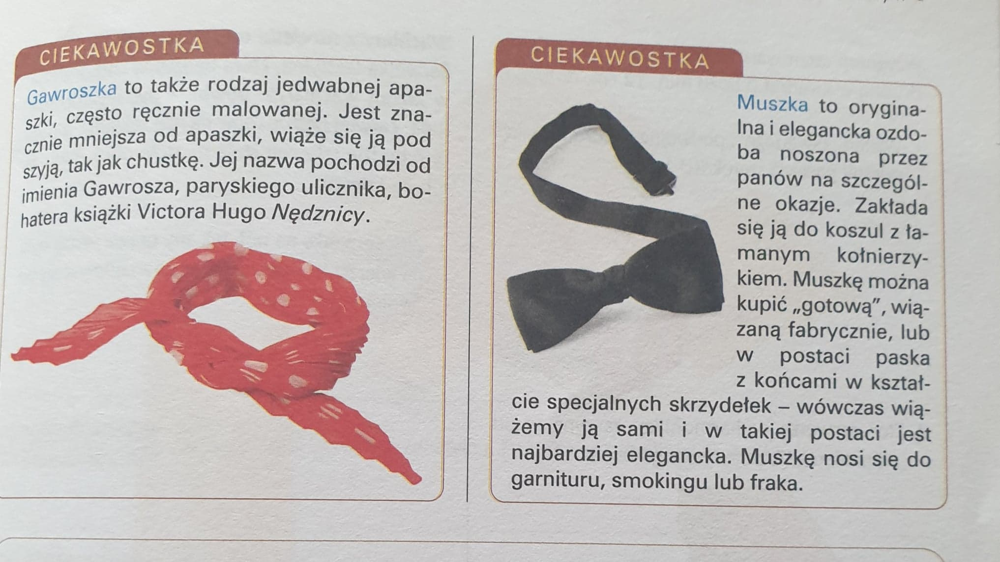 CIEKAWOSTKA
Gawroszka to także rodzaj jedwabnej apa-
szki, często ręcznie malowanej. Jest zna-
cznie mniejsza od apaszki, wiąże się ją pod
szyją, tak jak chustkę. Jej nazwa pochodzi od
imienia Gawrosza, paryskiego ulicznika, bo-
hatera książki Victora Hugo Nędznicy.
CIEKAWOSTKA
Muszka to orygina-
lna i elegancka ozdo-
ba noszona przez
panów na szczegól-
ne okazje. Zakłada
się ją do koszul z ła-
manym kołnierzy-
kiem. Muszkę można
kupić „gotową”, wią-
zaną fabrycznie, lub
w postaci paska
z końcami w kształ-
cie specjalnych skrzydełek – wówczas wią-
żemy ją sami i w takiej postaci jest
najbardziej elegancka. Muszkę nosi się do
garnituru, smokingu lub fraka.